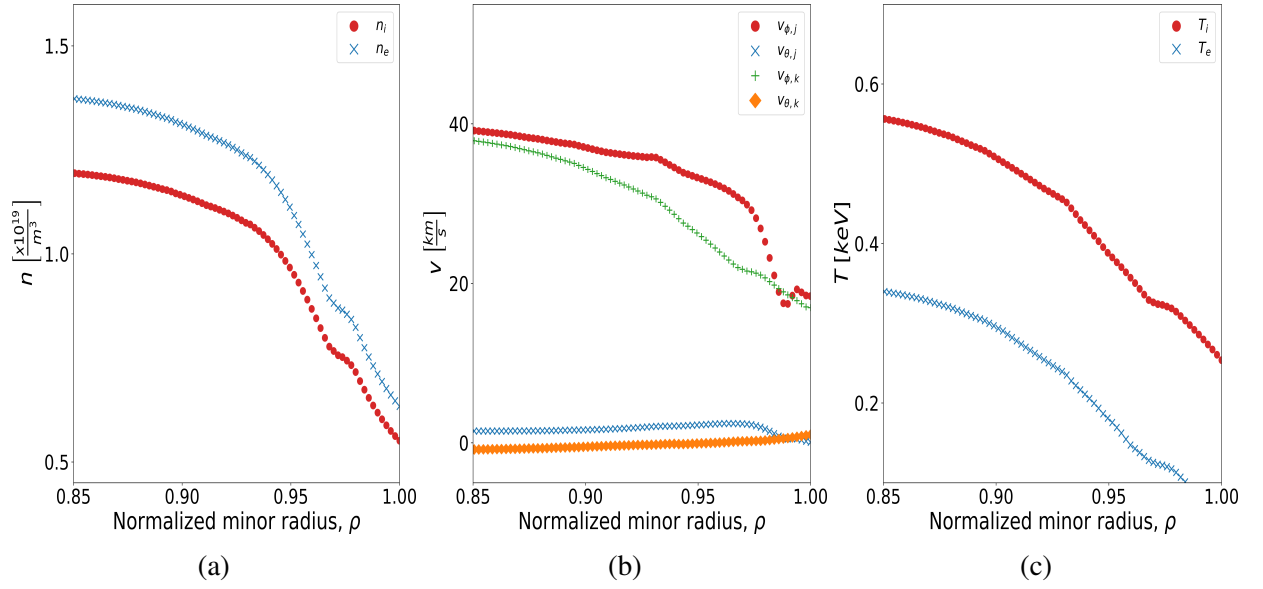 n_i
n_e
1.5
1.0
0.5
n [x10^19/m^3]
0.85 0.90 0.95 1.00
Normalized minor radius, ρ
(a)
v_ϕ,j
v_θ,j
v_ϕ,k
v_θ,k
40
20
0
v [km/s]
0.85 0.90 0.95 1.00
Normalized minor radius, ρ
(b)
T_i
T_e
0.6
0.4
0.2
T [keV]
0.85 0.90 0.95 1.00
Normalized minor radius, ρ
(c)